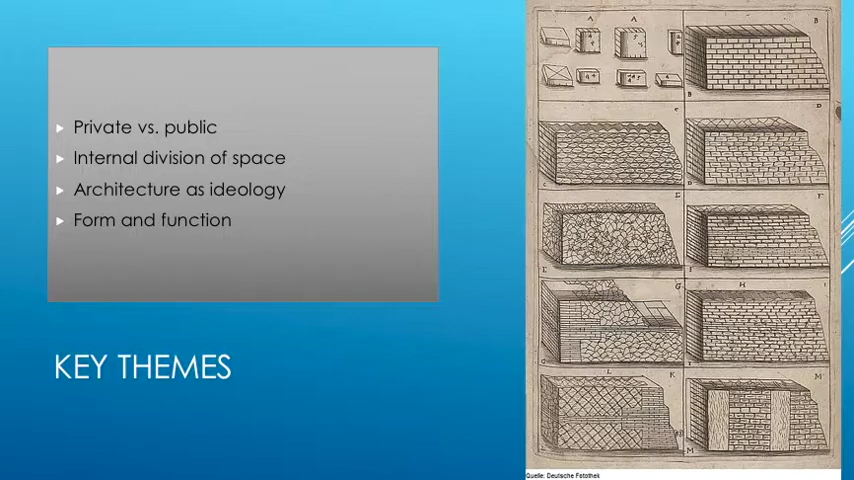 Private vs. public
Internal division of space
Architecture as ideology
Form and function
KEY THEMES
A
A
B
B
C
C
D
D
E
E
F
G
G
H
I
L
K
M
M
Quelle: Deutsche Fotothek